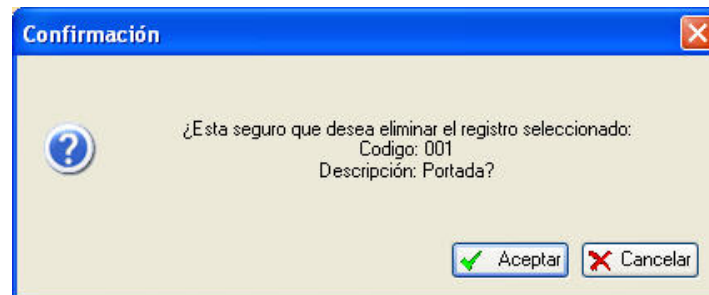 Confirmación
¿Esta seguro que desea eliminar el registro seleccionado:
Codigo: 001
Descripción: Portada?
Aceptar
Cancelar